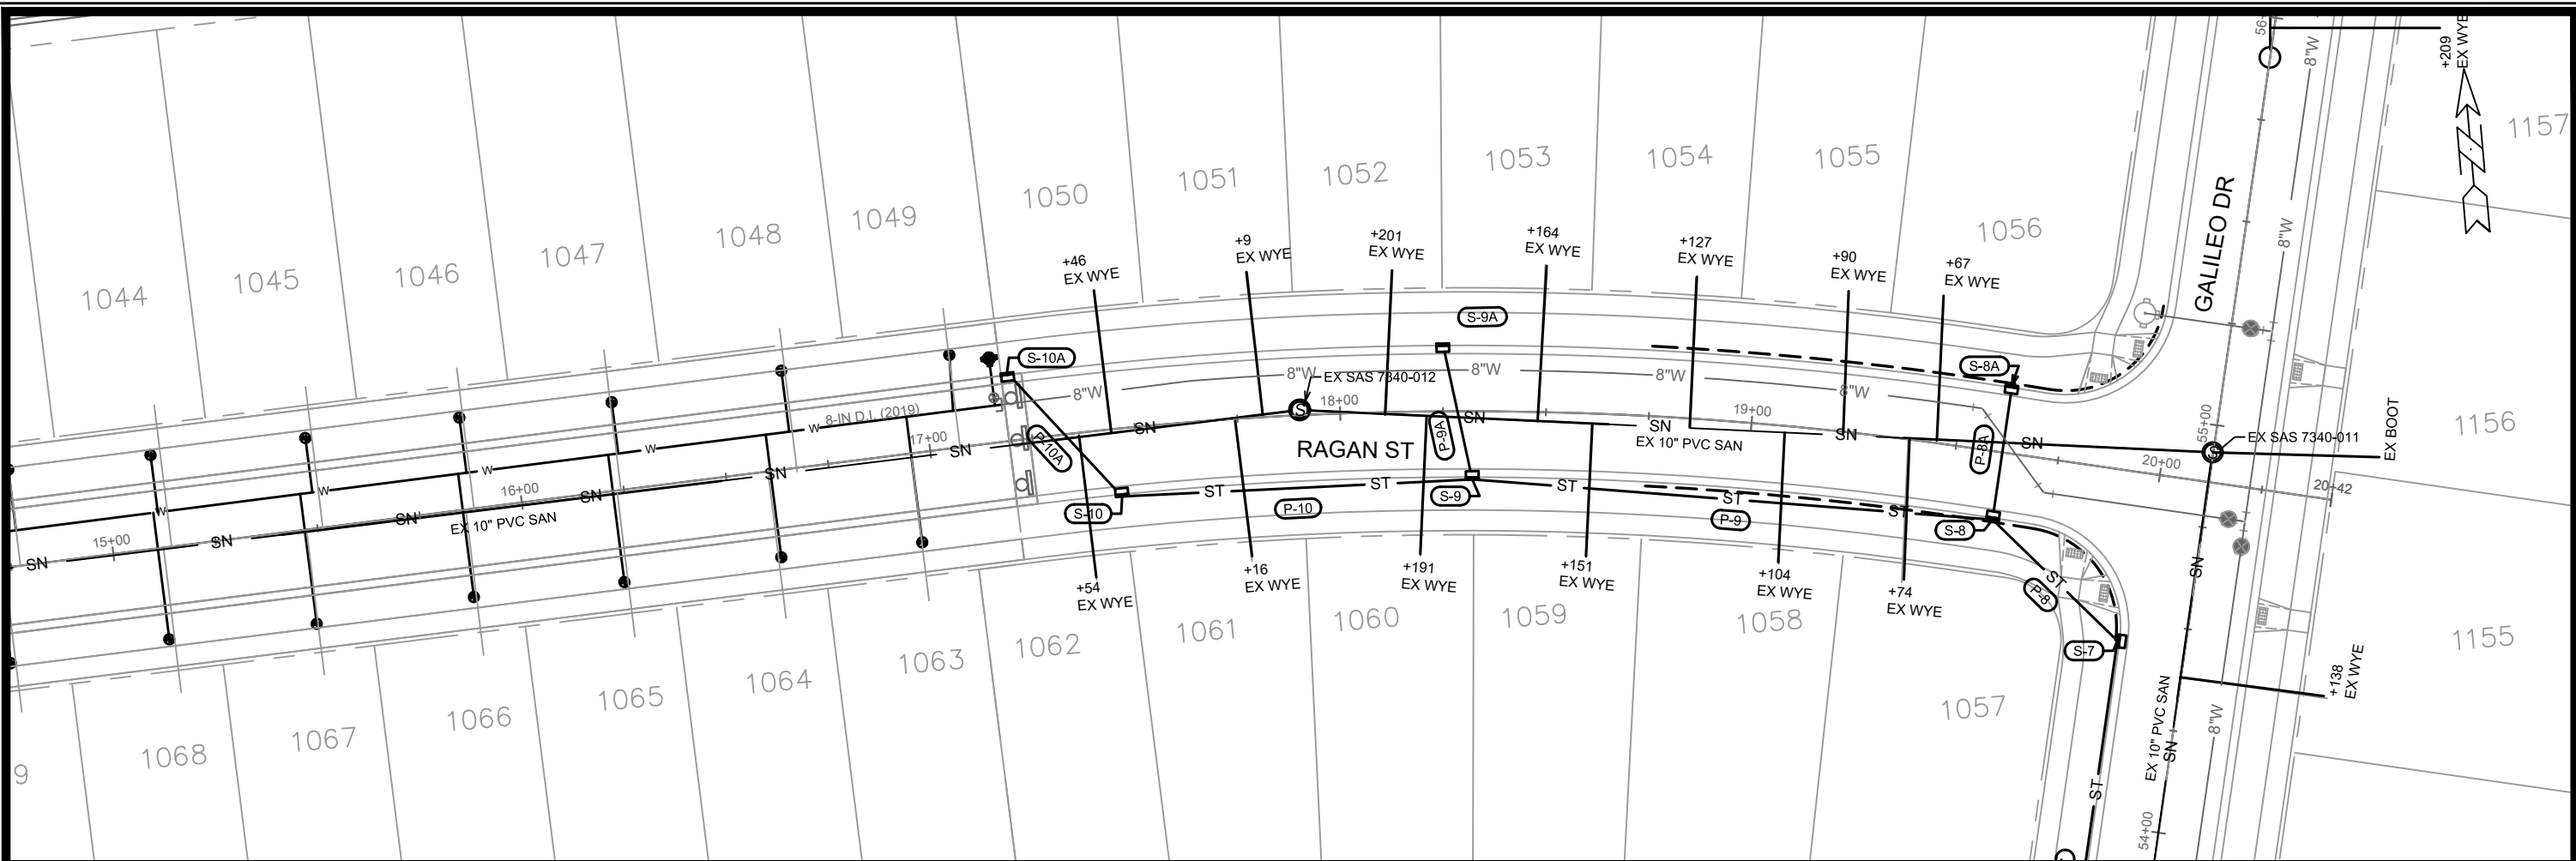 56+
8"W
+209
EX WYE
1157
1044
1045
1046
1047
1048
1049
1050
1051
1052
1053
1054
1055
1056
GALILEO DR
8"W
+46
EX WYE
+9
EX WYE
+201
EX WYE
+164
EX WYE
+127
EX WYE
+90
EX WYE
+67
EX WYE
S-9A
S-10A
S-8A
8"W
8"W
8"W
8"W
8"W
EX SAS 7340-012
18+00
19+00
8-IN D.I. (2019)
17+00
P-10A
P-9A
P-8A
SN
SN
SN
SN
SN
SN
EX 10" PVC SAN
RAGAN ST
55+00
EX SAS 7340-011
EX BOOT
1156
20+00
20+42
W
W
W
W
W
15+00
16+00
SN
SN
SN
SN
SN
EX 10" PVC SAN
ST
ST
ST
ST
ST
S-10
P-10
S-9
P-9
S-8
ST
P-8
S-7
SN
+54
EX WYE
+16
EX WYE
+191
EX WYE
+151
EX WYE
+104
EX WYE
+74
EX WYE
9
1068
1067
1066
1065
1064
1063
1062
1061
1060
1059
1058
1057
1155
+138
EX WYE
EX 10" PVC SAN
SN
8"W
ST
54+00